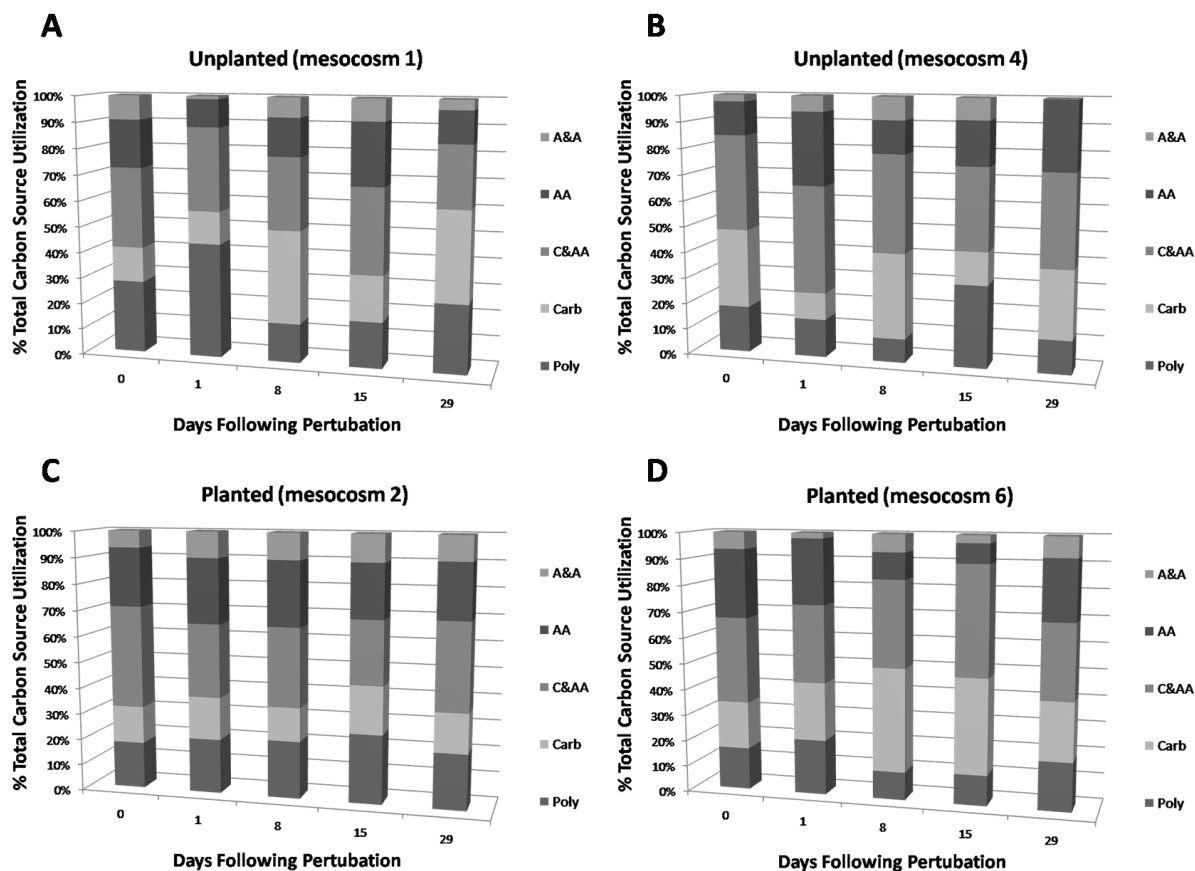 A
Unplanted (mesocosm 1)
% Total Carbon Source Utilization
100%
90%
80%
70%
60%
50%
40%
30%
20%
10%
0%
0 1 8 15 29
Days Following Pertubation
A&A
AA
C&AA
Carb
Poly
B
Unplanted (mesocosm 4)
% Total Carbon Source Utilization
100%
90%
80%
70%
60%
50%
40%
30%
20%
10%
0%
0 1 8 15 29
Days Following Pertubation
A&A
AA
C&AA
Carb
Poly
C
Planted (mesocosm 2)
% Total Carbon Source Utilization
100%
90%
80%
70%
60%
50%
40%
30%
20%
10%
0%
0 1 8 15 29
Days Following Pertubation
A&A
AA
C&AA
Carb
Poly
D
Planted (mesocosm 6)
% Total Carbon Source Utilization
100%
90%
80%
70%
60%
50%
40%
30%
20%
10%
0%
0 1 8 15 29
Days Following Pertubation
A&A
AA
C&AA
Carb
Poly